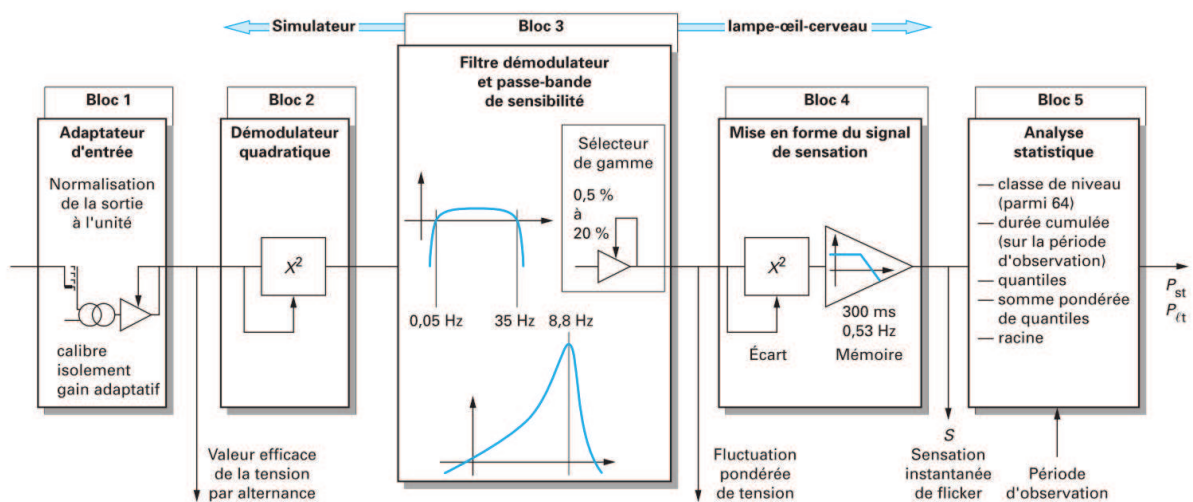 Simulateur
Bloc 3
lampe-œil-cerveau
Bloc 1
Adaptateur
d'entrée
Normalisation
de la sortie
à l'unité
calibre
isolement
gain adaptatif
Bloc 2
Démodulateur
quadratique
X²
Valeur efficace
de la tension
par alternance
Filtre démodulateur
et passe-bande
de sensibilité
Sélecteur
de gamme
0,5 %
à
20 %
0,05 Hz
35 Hz
8,8 Hz
Bloc 4
Mise en forme du signal
de sensation
X²
300 ms
0,53 Hz
Écart
Mémoire
Fluctuation
pondérée
de tension
S
Sensation
instantanée
de flicker
Bloc 5
Analyse
statistique
— classe de niveau
(parmi 64)
— durée cumulée
(sur la période
d'observation)
— quantiles
— somme pondérée
de quantiles
— racine
Pst
Pℓt
Période
d'observation